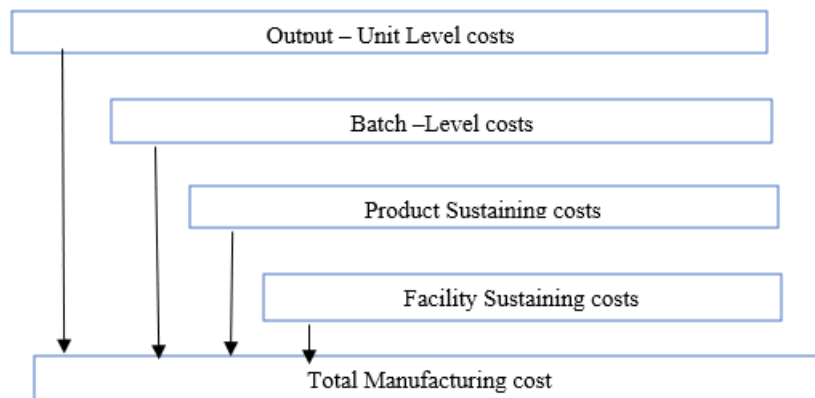 Output – Unit Level costs
Batch –Level costs
Product Sustaining costs
Facility Sustaining costs
Total Manufacturing cost